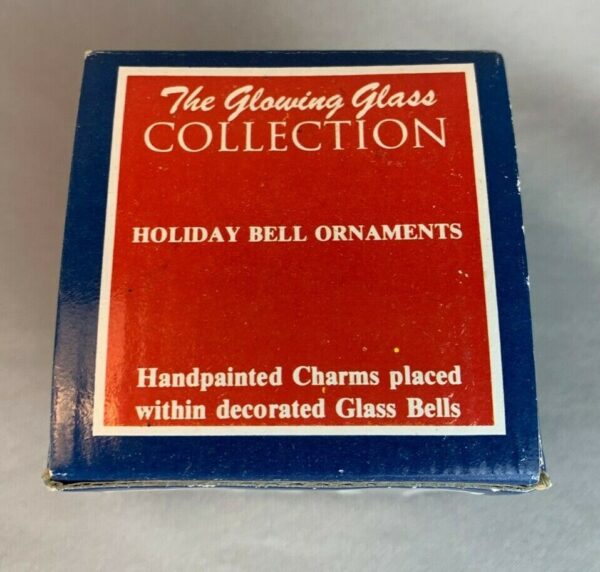 The Glowing Glass
COLLECTION
HOLIDAY BELL ORNAMENTS
Handpainted Charms placed
within decorated Glass Bells